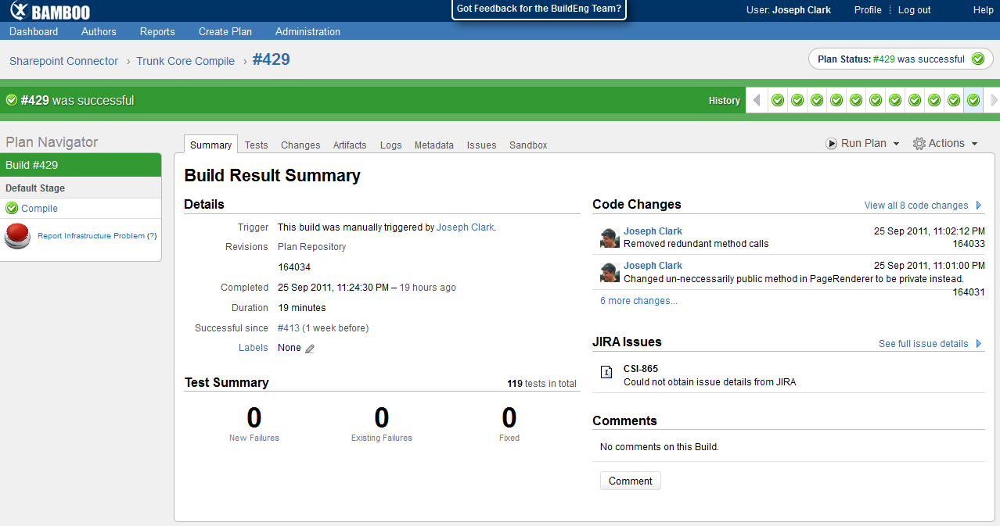 BAMBOO
Got Feedback for the BuildEng Team?
User: Joseph Clark Profile Log out Help
Dashboard Authors Reports Create Plan Administration
Sharepoint Connector › Trunk Core Compile › #429
Plan Status: #429 was successful
#429 was successful
History
Plan Navigator
Build #429
Default Stage
Compile
Report Infrastructure Problem (?)
Summary Tests Changes Artifacts Logs Metadata Issues Sandbox
Run Plan Actions
Build Result Summary
Details
Trigger This build was manually triggered by Joseph Clark.
Revisions Plan Repository
164034
Completed 25 Sep 2011, 11:24:30 PM – 19 hours ago
Duration 19 minutes
Successful since #413 (1 week before)
Labels None
Test Summary 119 tests in total
0 0 0
New Failures Existing Failures Fixed
Code Changes View all 8 code changes
Joseph Clark 25 Sep 2011, 11:02:12 PM
Removed redundant method calls 164033
Joseph Clark 25 Sep 2011, 11:01:00 PM
Changed un-neccessarily public method in PageRenderer to be private instead.
164031
6 more changes...
JIRA Issues See full issue details
CSI-865
Could not obtain issue details from JIRA
Comments
No comments on this Build.
Comment